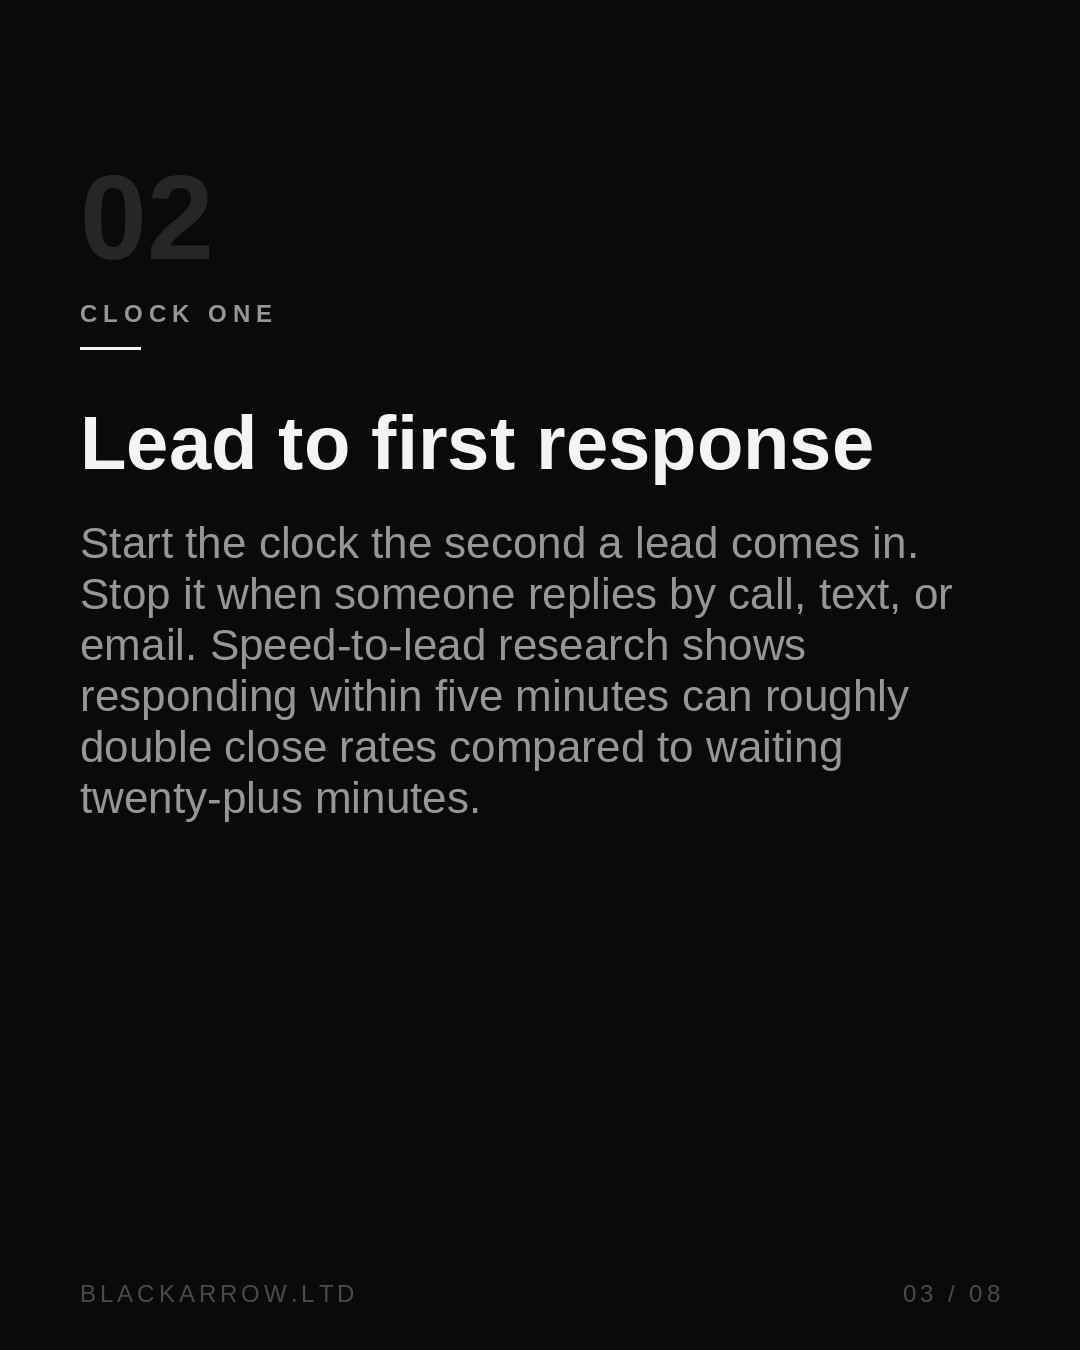 02
CLOCK ONE
Lead to first response
Start the clock the second a lead comes in.
Stop it when someone replies by call, text, or
email. Speed-to-lead research shows
responding within five minutes can roughly
double close rates compared to waiting
twenty-plus minutes.
BLACKARROW.LTD
03 / 08